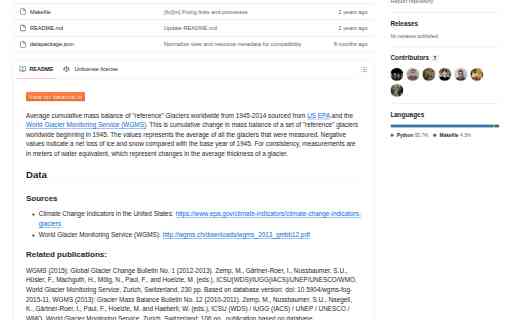 Report repository
Makefile
[fix][m] Fixing links and processes
2 years ago
README.md
Update README.md
2 years ago
datapackage.json
Normalize view and resource metadata for compatibility
8 months ago
Releases
No releases published
Contributors 7
README
Unlicense license
Average cumulative mass balance of "reference" Glaciers worldwide from 1945-2014 sourced from US EPA and the
World Glacier Monitoring Service (WGMS). This is cumulative change in mass balance of a set of "reference" glaciers
worldwide beginning in 1945. The values represents the average of all the glaciers that were measured. Negative
values indicate a net loss of ice and snow compared with the base year of 1945. For consistency, measurements are
in meters of water equivalent, which represent changes in the average thickness of a glacier.
Languages
Python 95.7%
Makefile 4.3%
Data
Sources
Climate Change Indicators in the United States: https://www.epa.gov/climate-indicators/climate-change-indicators-
glaciers
World Glacier Monitoring Service (WGMS): http://wgms.ch/downloads/wgms_2013_gmbb12.pdf
Related publications:
WGMS (2015): Global Glacier Change Bulletin No. 1 (2012-2013). Zemp, M., Gärtner-Roer, I., Nussbaumer, S.U.,
Hüsler, F., Machguth, H., Mölg, N., Paul, F., and Hoelzle, M. (eds.), ICSU(WDS)/IUGG(IACS)/UNEP/UNESCO/WMO,
World Glacier Monitoring Service, Zurich, Switzerland, 230 pp. Based on database version: doi:10.5904/wgms-fog-
2015-11. WGMS (2013): Glacier Mass Balance Bulletin No. 12 (2010-2011). Zemp, M., Nussbaumer, S.U., Naegeli,
K., Gärtner-Roer, I., Paul, F., Hoelzle, M. and Haeberli, W. (eds.), ICSU (WDS) / IUGG (IACS) / UNEP / UNESCO /
WMO, World Glacier Monitoring Service, Zurich, Switzerland: 106 pp., publication based on database